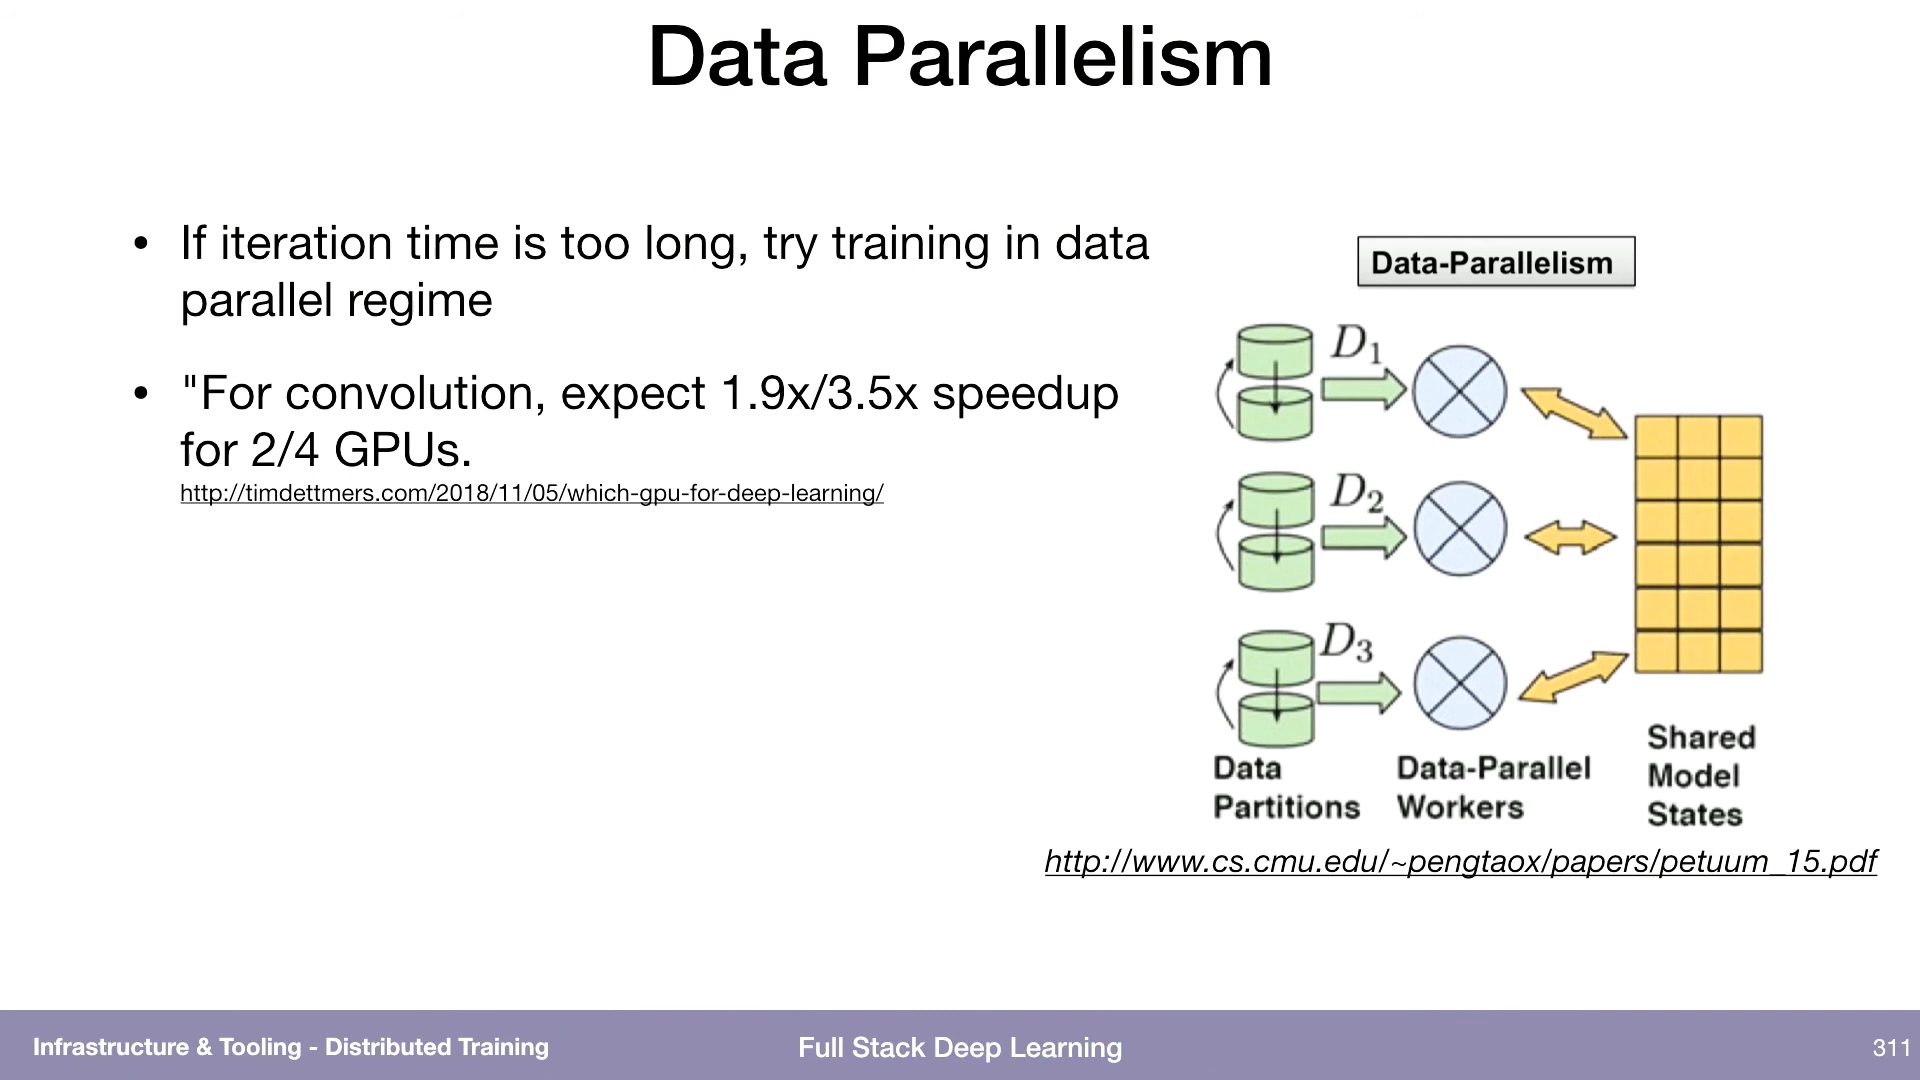 Data Parallelism
• If iteration time is too long, try training in data
parallel regime
• "For convolution, expect 1.9x/3.5x speedup
for 2/4 GPUs.
http://timdettmers.com/2018/11/05/which-gpu-for-deep-learning/
Data-Parallelism
D1
D2
D3
Data
Partitions
Data-Parallel
Workers
Shared
Model
States
http://www.cs.cmu.edu/~pengtaox/papers/petuum_15.pdf
Infrastructure & Tooling - Distributed Training
Full Stack Deep Learning
311